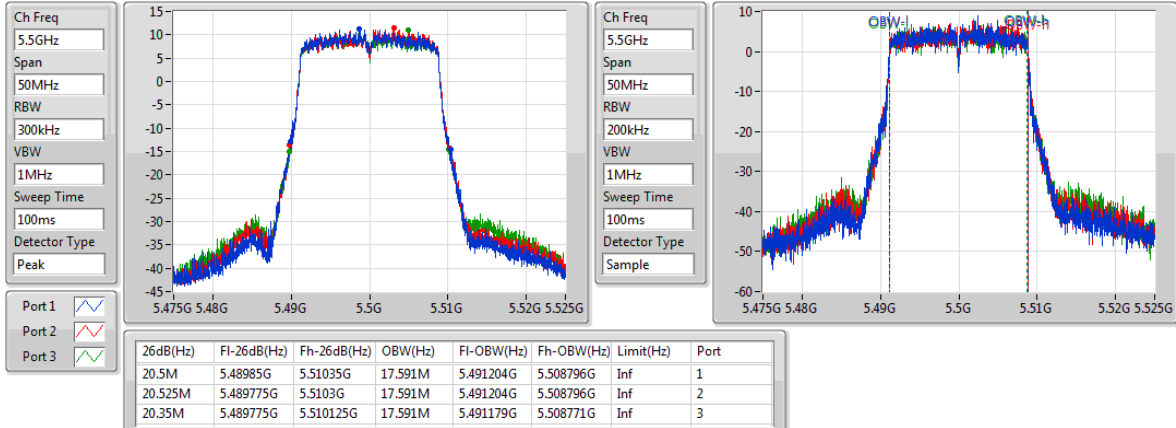 Ch Freq
5.5GHz
Span
50MHz
RBW
300kHz
VBW
1MHz
Sweep Time
100ms
Detector Type
Peak
15
10
5
0
-5
-10
-15
-20
-25
-30
-35
-40
-45
5.475G 5.48G 5.49G 5.5G 5.51G 5.52G 5.525G
Ch Freq
5.5GHz
Span
50MHz
RBW
200kHz
VBW
1MHz
Sweep Time
100ms
Detector Type
Sample
OBW-l OBW-h
10
0
-10
-20
-30
-40
-50
-60
5.475G 5.48G 5.49G 5.5G 5.51G 5.52G 5.525G
Port 1
Port 2
Port 3
26dB(Hz) Fl-26dB(Hz) Fh-26dB(Hz) OBW(Hz) Fl-OBW(Hz) Fh-OBW(Hz) Limit(Hz) Port
20.5M 5.48985G 5.51035G 17.591M 5.491204G 5.508796G Inf 1
20.525M 5.489775G 5.5103G 17.591M 5.491204G 5.508796G Inf 2
20.35M 5.489775G 5.510125G 17.591M 5.491179G 5.508771G Inf 3